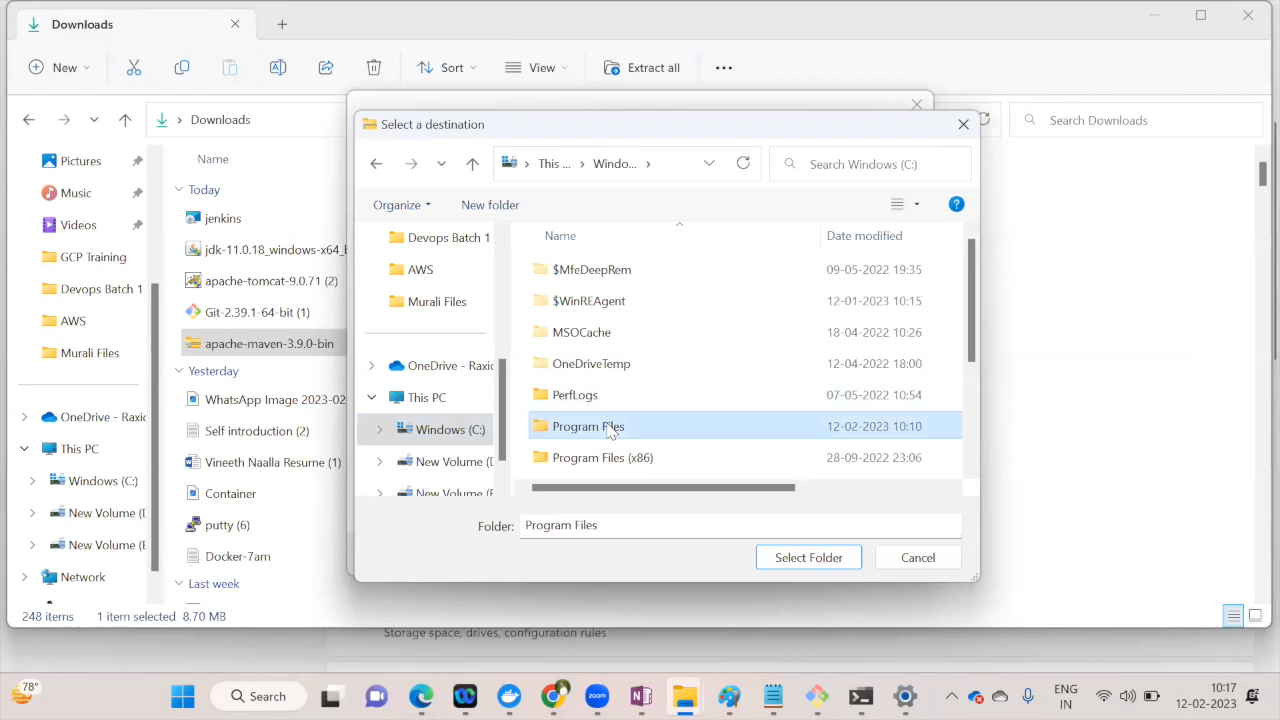 Downloads
New
Sort
View
Extract all
Downloads
Search Downloads
Pictures
Music
Videos
GCP Training
Devops Batch 1
AWS
Murali Files
OneDrive - Raxic
This PC
Windows (C:)
New Volume (D
New Volume (E
Network
Name
Today
jenkins
jdk-11.0.18_windows-x64_b
apache-tomcat-9.0.71 (2)
Git-2.39.1-64-bit (1)
apache-maven-3.9.0-bin
Yesterday
WhatsApp Image 2023-02
Self introduction (2)
Vineeth Naalla Resume (1)
Container
putty (6)
Docker-7am
Last week
248 items
1 item selected 8.70 MB
Select a destination
This ...
Windo...
Search Windows (C:)
Organize
New folder
Devops Batch 1
AWS
Murali Files
OneDrive - Raxic
This PC
Windows (C:)
New Volume (D
New Volume (E
Name Date modified
$MfeDeepRem 09-05-2022 19:35
$WinREAgent 12-01-2023 10:15
MSOCache 18-04-2022 10:26
OneDriveTemp 12-04-2022 18:00
PerfLogs 07-05-2022 10:54
Program Files 12-02-2023 10:10
Program Files (x86) 28-09-2022 23:06
Folder: Program Files
Select Folder
Cancel
Storage space, drives, configuration rules
78°
Search
ENG
IN
10:17
12-02-2023